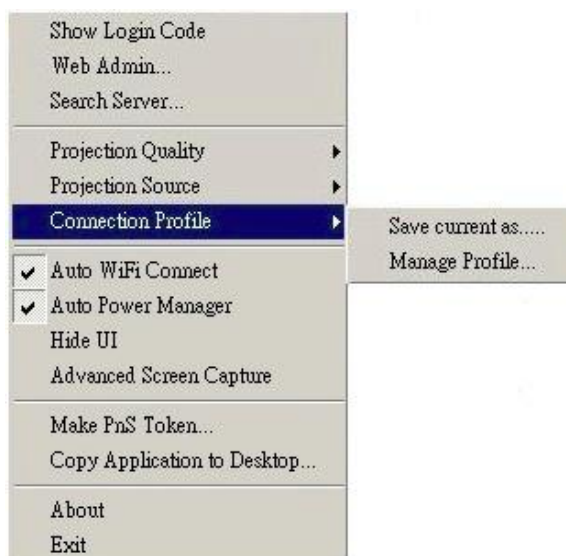 Show Login Code
Web Admin...
Search Server...
Projection Quality
Projection Source
Connection Profile
Save current as.....
Manage Profile...
Auto WiFi Connect
Auto Power Manager
Hide UI
Advanced Screen Capture
Make PnS Token...
Copy Application to Desktop...
About
Exit